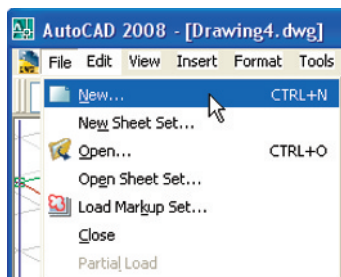 AutoCAD 2008 - [Drawing4.dwg]
File Edit View Insert Format Tools
New... CTRL+N
New Sheet Set...
Open... CTRL+O
Open Sheet Set...
Load Markup Set...
Close
Partial Load